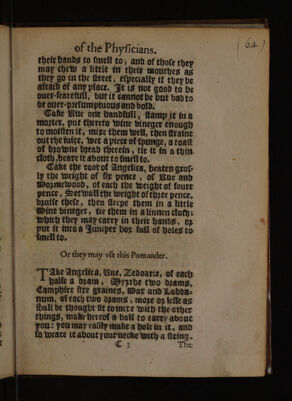 of the Physicians.
(64)
their hands to smell to; and of those they
may chew a little in their mouthes as
they go in the street, especially if they be
afraid of any place. It is not good to be
ouer-fearefull, but it cannot be but bad to
be ouer-presumptuous and bold.
Take Rue one handfull, stamp it in a
morter, put thereto wine vineger enough
to moisten it, mixe them well, then straine
out the iuice, wet a piece of spunge, a toast
of browne bread therein, tie it in a thin
cloth, beare it about to smell to.
Take the root of Angelica, beaten gros-
ly the weight of six pence, of Rue and
Wormewood, of each the weight of foure
pence, Setwall the weight of three pence,
bruise these, then steepe them in a little
Wine vineger, tie them in a linnen cloth,
which they may carry in their hands, or
put it into a Juniper box full of holes to
smell to.
Or they may vse this Pomander.
TAke Angelica, Rue, Zedoarie, of each
halfe a dram, Myrrhe two drams,
Camphire sixe graines, Wax and Labda-
num, of each two drams, more or lesse as
shall be thought fit to mixe with the other
things, make hereof a ball to carry about
you: you may easily make a hole in it, and
so weare it about your necke with a string.
C 3
The